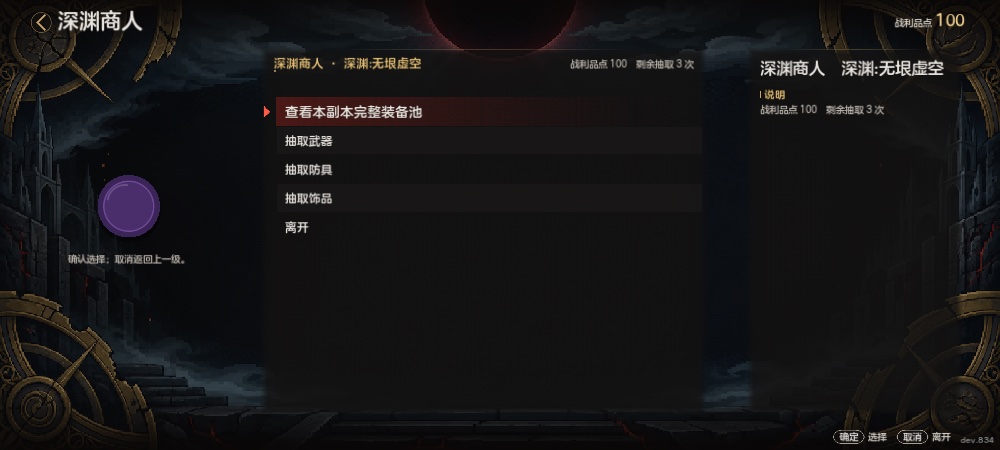 深渊商人
战利品点 100
深渊商人 · 深渊:无垠虚空
战利品点 100 剩余抽取 3 次
查看本副本完整装备池
抽取武器
抽取防具
抽取饰品
离开
确认选择；取消返回上一级。
深渊商人 深渊:无垠虚空
说明
战利品点 100 剩余抽取 3 次
确定 选择 取消 离开
dev.834